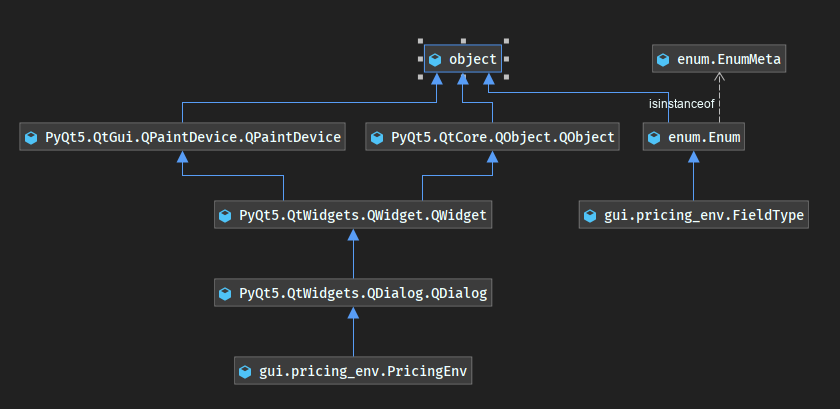 object
enum.EnumMeta
isinstanceof
PyQt5.QtGui.QPaintDevice.QPaintDevice
PyQt5.QtCore.QObject.QObject
enum.Enum
PyQt5.QtWidgets.QWidget.QWidget
gui.pricing_env.FieldType
PyQt5.QtWidgets.QDialog.QDialog
gui.pricing_env.PricingEnv